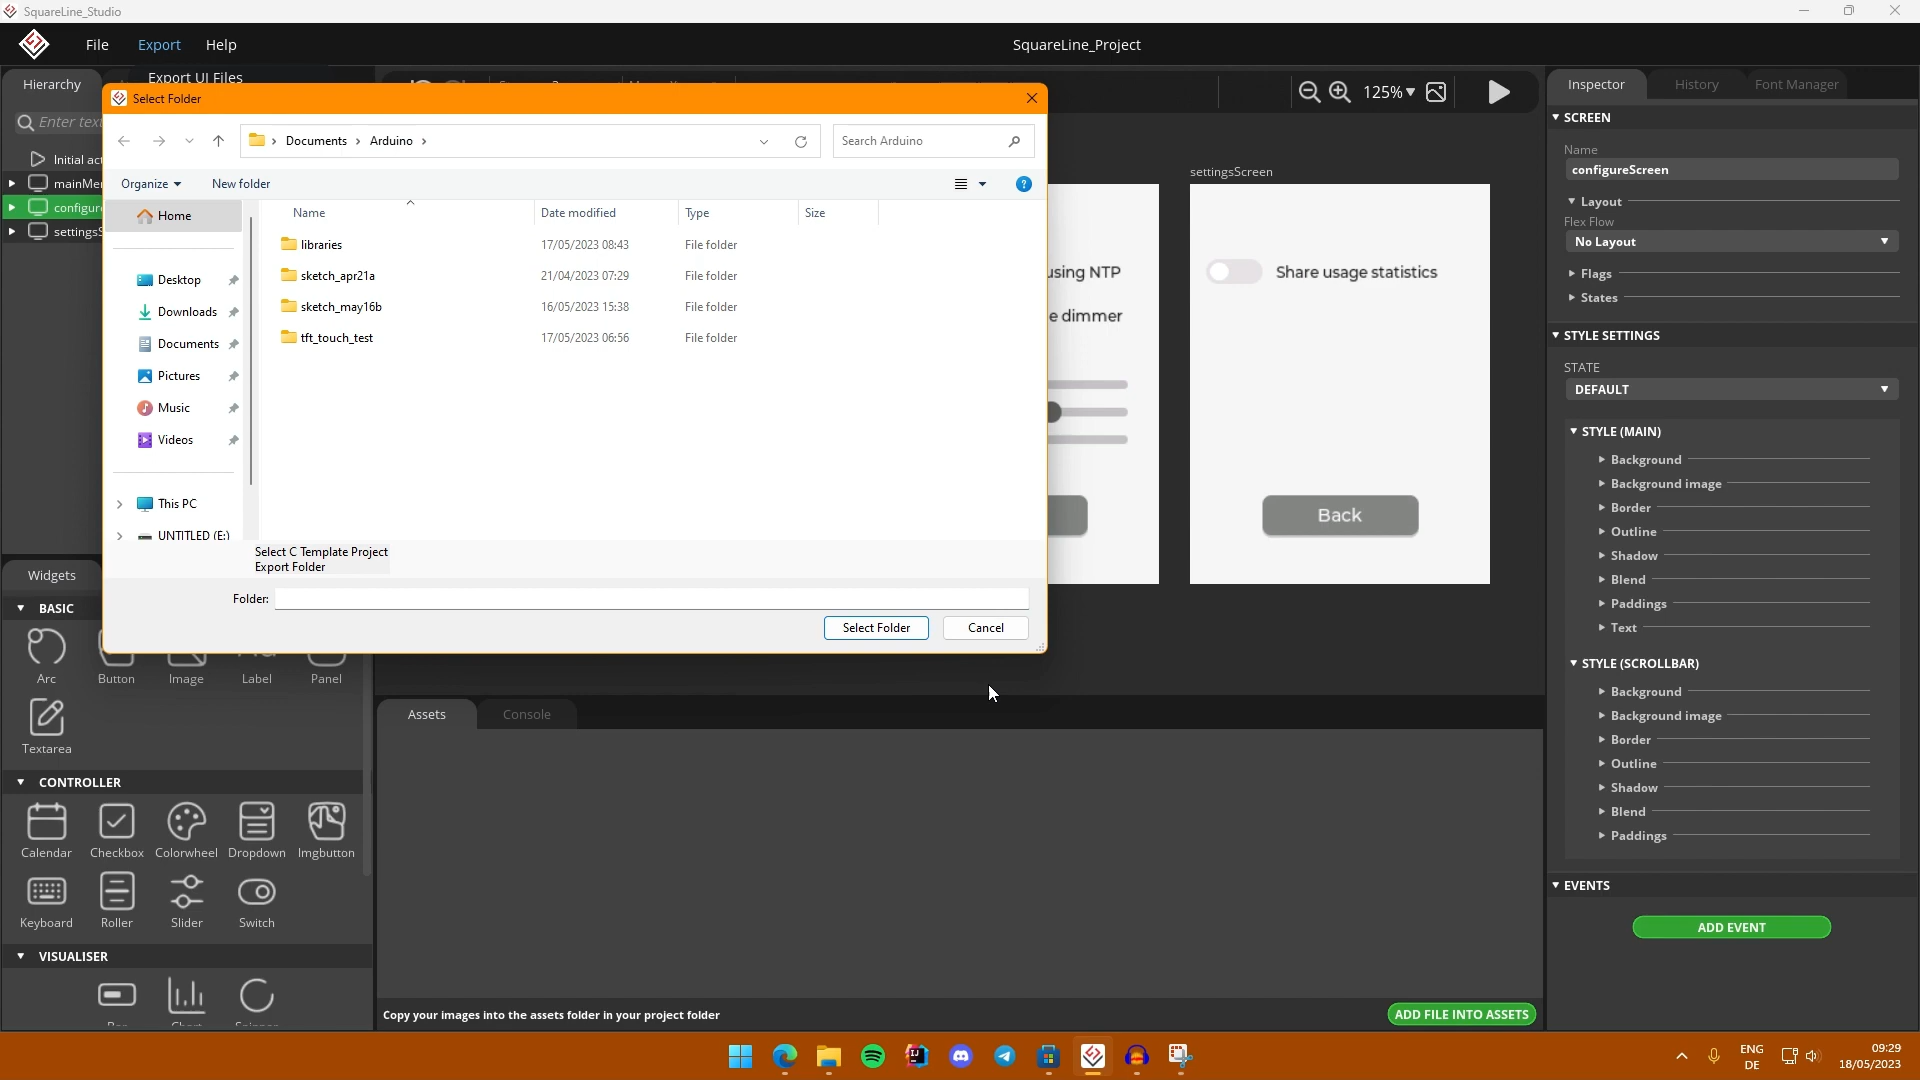 SquareLine_Studio
File Export Help
SquareLine_Project
Hierarchy
Export UI Files
Enter text
Initial act
mainMe
configure
settingsS
Select Folder
Documents Arduino
Search Arduino
Organize New folder
Home
Desktop
Downloads
Documents
Pictures
Music
Videos
This PC
UNTITLED (E:)
Name Date modified Type Size
libraries 17/05/2023 08:43 File folder
sketch_apr21a 21/04/2023 07:29 File folder
sketch_may16b 16/05/2023 15:38 File folder
tft_touch_test 17/05/2023 06:56 File folder
Select C Template Project
Export Folder
Folder:
Select Folder Cancel
125%
settingsScreen
using NTP
e dimmer
Share usage statistics
Back
Widgets
BASIC
Arc Button Image Label Panel
Textarea
CONTROLLER
Calendar Checkbox Colorwheel Dropdown Imgbutton
Keyboard Roller Slider Switch
VISUALISER
Assets Console
Copy your images into the assets folder in your project folder
ADD FILE INTO ASSETS
Inspector History Font Manager
SCREEN
Name
configureScreen
Layout
Flex Flow
No Layout
Flags
States
STYLE SETTINGS
STATE
DEFAULT
STYLE (MAIN)
Background
Background image
Border
Outline
Shadow
Blend
Paddings
Text
STYLE (SCROLLBAR)
Background
Background image
Border
Outline
Shadow
Blend
Paddings
EVENTS
ADD EVENT
ENG
DE
09:29
18/05/2023